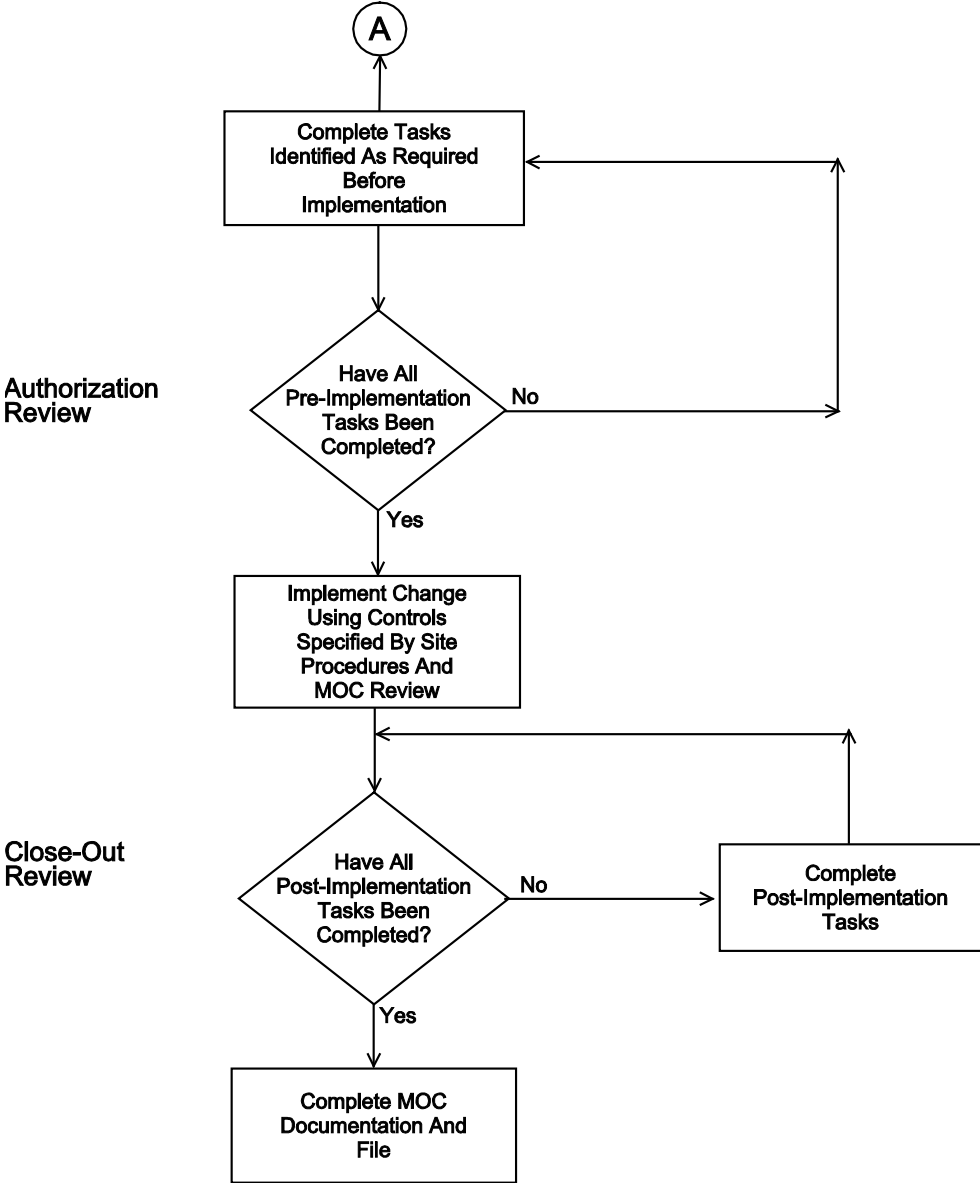 A
Complete Tasks
Identified As Required
Before
Implementation
Authorization
Review
Have All
Pre-Implementation
Tasks Been
Completed?
No
Yes
Implement Change
Using Controls
Specified By Site
Procedures And
MOC Review
Close-Out
Review
Have All
Post-Implementation
Tasks Been
Completed?
No
Complete
Post-Implementation
Tasks
Yes
Complete MOC
Documentation And
File